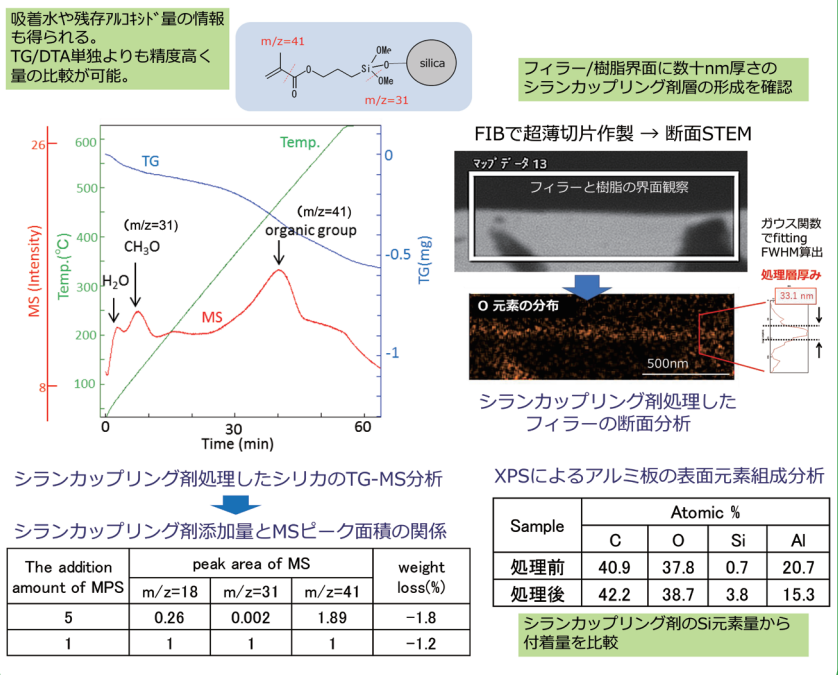 吸着水や残存ｱﾙｺｷｼﾄﾞ量の情報
も得られる。
TG/DTA単独よりも精度高く
量の比較が可能。
m/z=41
OMe
Si
O
silica
O
O
OMe
m/z=31
フィラー/樹脂界面に数十nm厚さの
シランカップリング剤層の形成を確認
26
8
MS (Intensity)
600
500
400
300
200
100
Temp.(℃)
TG
Temp.
(m/z=31)
CH₃O
H₂O
(m/z=41)
organic group
MS
0
-0.5
-1
TG(mg)
0
30
60
Time (min)
FIBで超薄切片作製 → 断面STEM
ﾏｯﾌﾟ ﾃﾞｰﾀ 13
フィラーと樹脂の界面観察
ガウス関数
でfitting
FWHM算出
処理層厚み
33.1 nm
O 元素の分布
500nm
シランカップリング剤処理した
フィラーの断面分析
シランカップリング剤処理したシリカのTG-MS分析
シランカップリング剤添加量とMSピーク面積の関係
The addition amount of MPS peak area of MS weight loss(%)
m/z=18 m/z=31 m/z=41
5 0.26 0.002 1.89 −1.8
1 1 1 1 −1.2
XPSによるアルミ板の表面元素組成分析
Sample Atomic %
C O Si Al
処理前 40.9 37.8 0.7 20.7
処理後 42.2 38.7 3.8 15.3
シランカップリング剤のSi元素量から
付着量を比較